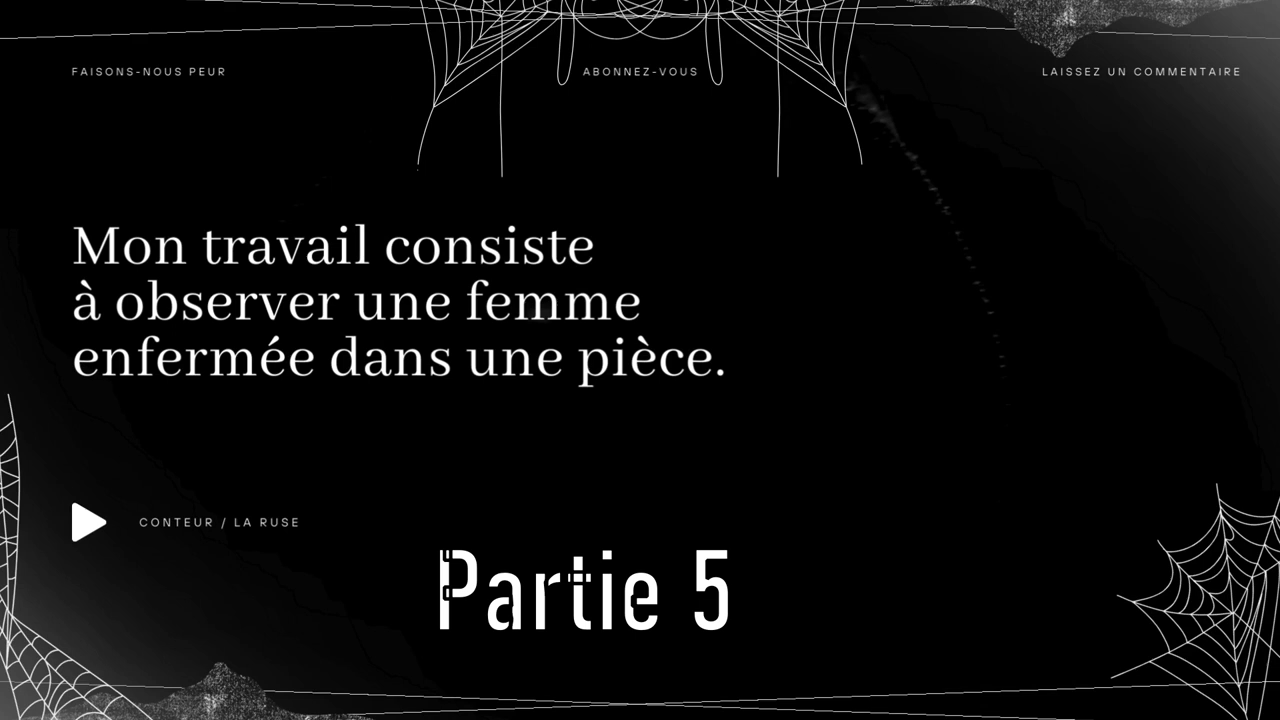 FAISONS-NOUS PEUR
ABONNEZ-VOUS
LAISSEZ UN COMMENTAIRE
Mon travail consiste
à observer une femme
enfermée dans une pièce.
CONTEUR / LA RUSE
Partie 5